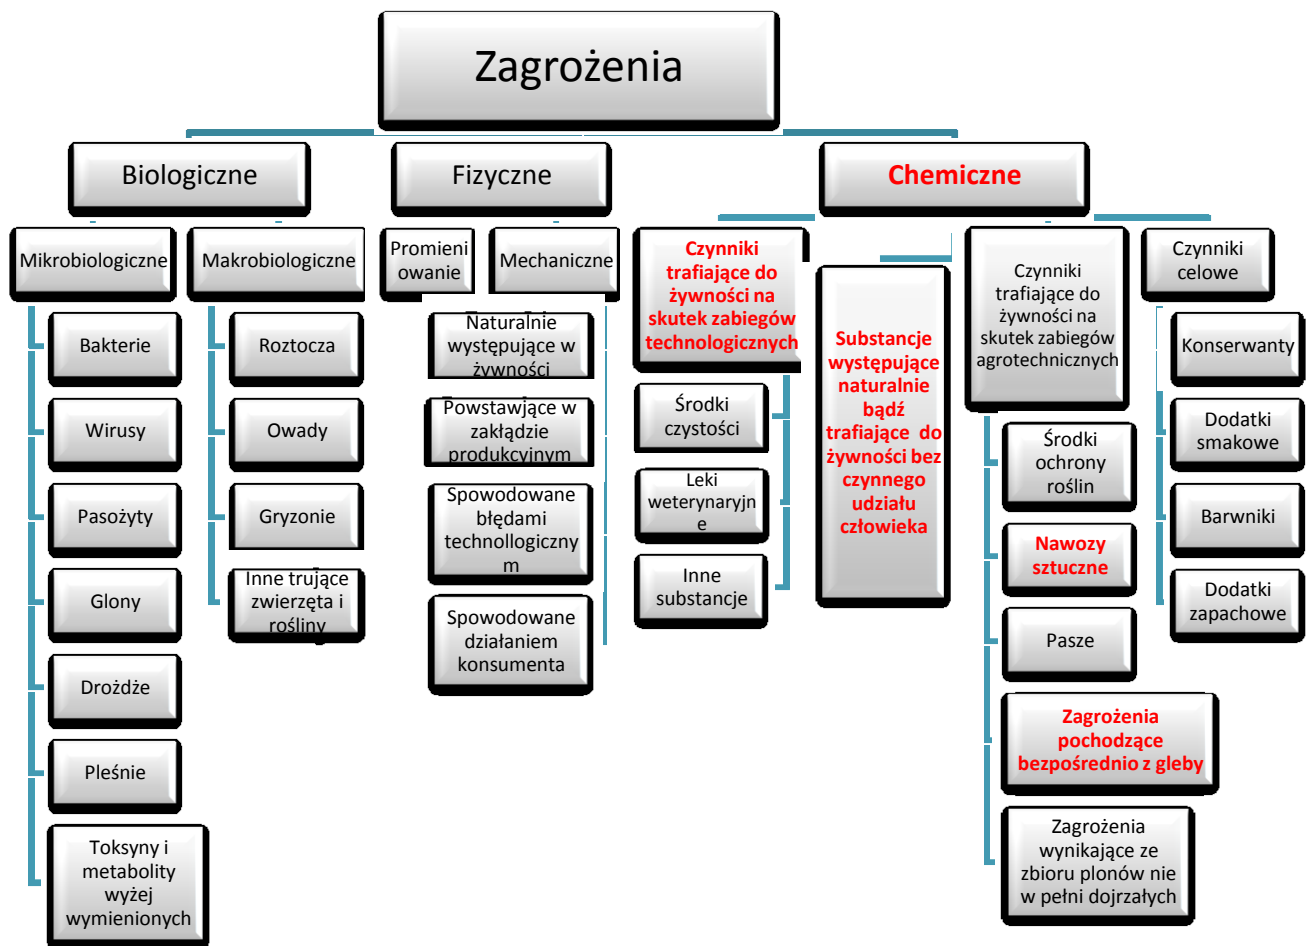 Zagrożenia
Biologiczne
Fizyczne
Chemiczne
Mikrobiologiczne
Bakterie
Wirusy
Pasożyty
Glony
Drożdże
Pleśnie
Toksyny i
metabolity
wyżej
wymienionych
Makrobiologiczne
Roztocza
Owady
Gryzonie
Inne trujące
zwierzęta i
rośliny
Promieni
owanie
Mechaniczne
Naturalnie
występujące w
żywności
Powstawjące w
zakłądzie
produkcyjnym
Spowodowane
błędami
technollogiczny
m
Spowodowane
działaniem
konsumenta
Czynniki
trafiające do
żywności na
skutek zabiegów
technologicznych
Środki
czystości
Leki
weterynaryjn
e
Inne
substancje
Substancje
występujące
naturalnie
bądź
trafiające do
żywności bez
czynnego
udziału
człowieka
Czynniki
trafiające do
żywności na
skutek zabiegów
agrotechnicznych
Środki
ochrony
roślin
Nawozy
sztuczne
Pasze
Zagrożenia
pochodzące
bezpośrednio z gleby
Zagrożenia
wynikające ze
zbioru plonów nie
w pełni dojrzałych
Czynniki
celowe
Konserwanty
Dodatki
smakowe
Barwniki
Dodatki
zapachowe